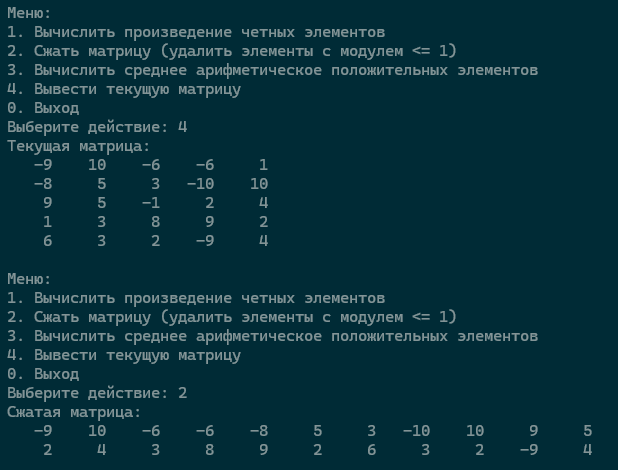 Меню:
1. Вычислить произведение четных элементов
2. Сжать матрицу (удалить элементы с модулем <= 1)
3. Вычислить среднее арифметическое положительных элементов
4. Вывести текущую матрицу
0. Выход
Выберите действие: 4
Текущая матрица:
   -9    10    -6    -6     1
   -8     5     3   -10    10
    9     5    -1     2     4
    1     3     8     9     2
    6     3     2    -9     4

Меню:
1. Вычислить произведение четных элементов
2. Сжать матрицу (удалить элементы с модулем <= 1)
3. Вычислить среднее арифметическое положительных элементов
4. Вывести текущую матрицу
0. Выход
Выберите действие: 2
Сжатая матрица:
   -9    10    -6    -6    -8     5     3   -10    10     9     5
    2     4     3     8     9     2     6     3     2    -9     4